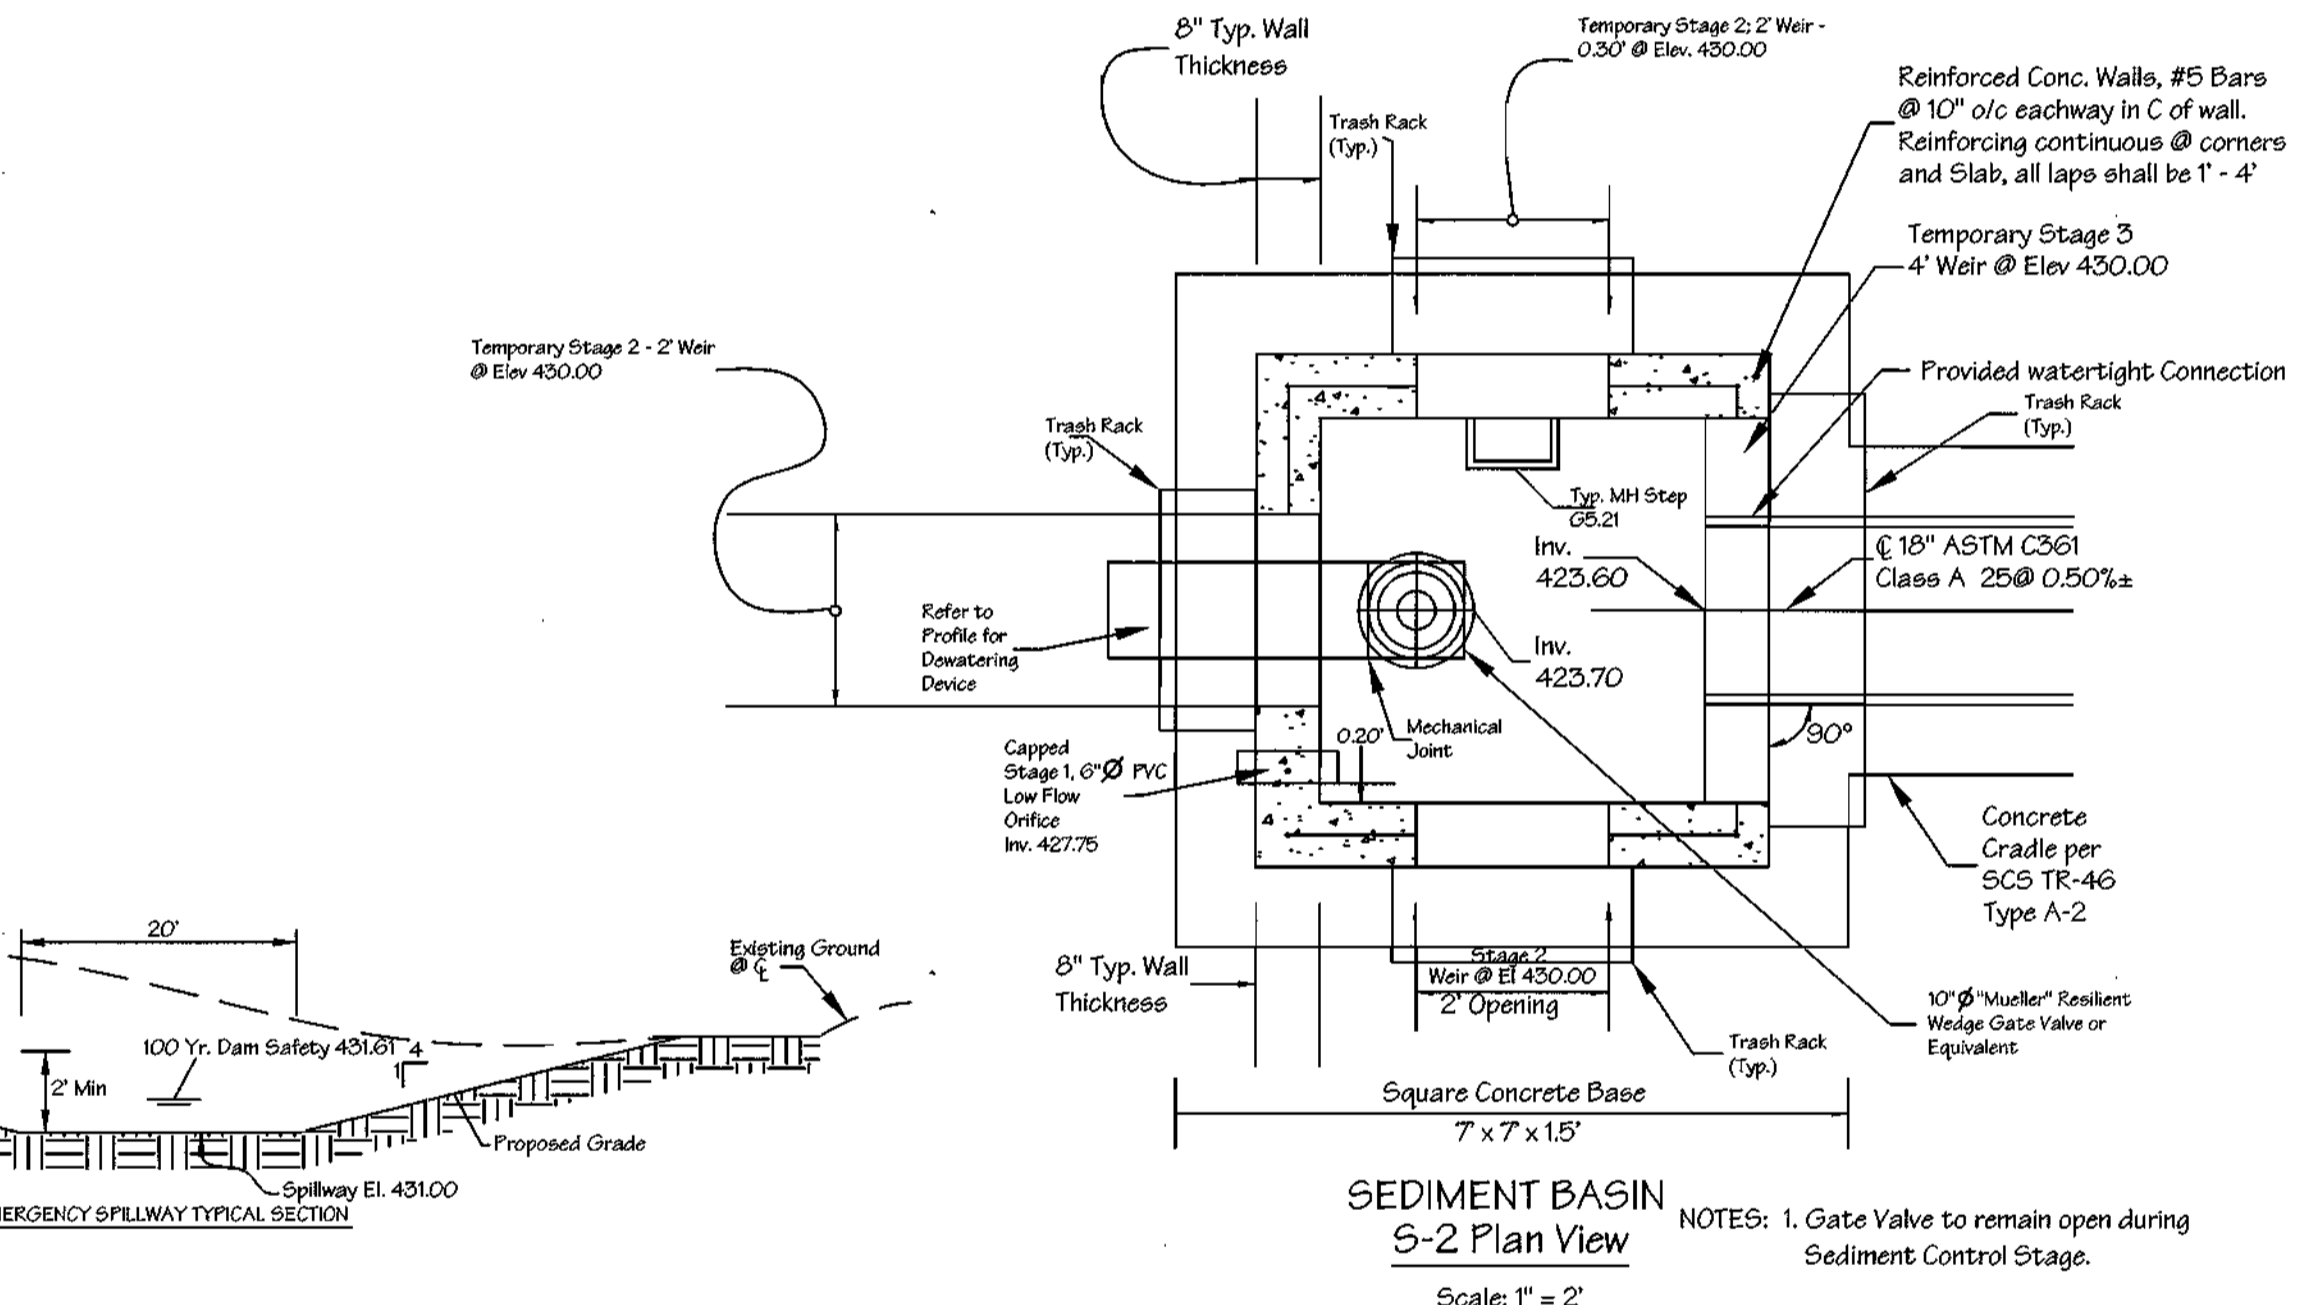 8" Typ. Wall
Thickness
Temporary Stage 2; 2' Weir -
0.30' @ Elev. 430.00
Trash Rack
(Typ.)
Reinforced Conc. Walls, #5 Bars
@ 10" o/c eachway in C of wall.
Reinforcing continuous @ corners
and Slab, all laps shall be 1' - 4'
Temporary Stage 3
4' Weir @ Elev 430.00
Temporary Stage 2 - 2' Weir
@ Elev 430.00
Provided watertight Connection
Trash Rack
(Typ.)
Trash Rack
(Typ.)
Typ. MH Step
G5.21
Inv.
423.60
℄ 18" ASTM C361
Class A 25@ 0.50%±
Refer to
Profile for
Dewatering
Device
Inv.
423.70
Mechanical
Joint
0.20'
90°
Capped
Stage 1, 6"Ø PVC
Low Flow
Orifice
Inv. 427.75
Concrete
Cradle per
SCS TR-46
Type A-2
20'
Existing Ground
@ ℄
8" Typ. Wall
Thickness
Stage 2
Weir @ El 430.00
2' Opening
10"Ø "Mueller" Resilient
Wedge Gate Valve or
Equivalent
Trash Rack
(Typ.)
100 Yr. Dam Safety 431.61
4
1
2' Min
Square Concrete Base
7' x 7' x 1.5'
Proposed Grade
Spillway El. 431.00
MERGENCY SPILLWAY TYPICAL SECTION
SEDIMENT BASIN
S-2 Plan View
NOTES: 1. Gate Valve to remain open during
Sediment Control Stage.
Scale: 1" = 2'